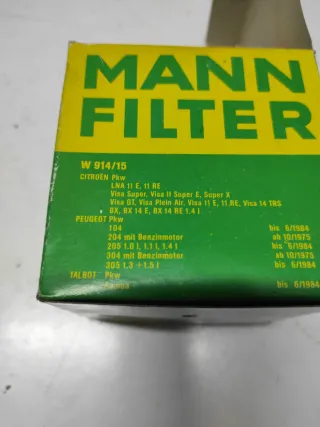 MANN
FILTER
W 914/15
CITROËN Pkw
LNA 11 E, 11 RE
Visa Super, Visa II Super E, Super X
Visa GT, Visa Plein Air, Visa 11 E, 11 RE, Visa 14 TRS
BX, BX 14 E, BX 14 RE 1.4 l
PEUGEOT Pkw
104 bis 6/1984
204 mit Benzinmotor ab 10/1975
205 1.0 l, 1.1 l, 1.4 l bis 6/1984
304 mit Benzinmotor ab 10/1975
305 1.3 + 1.5 l bis 6/1984
TALBOT Pkw
bis 6/1984